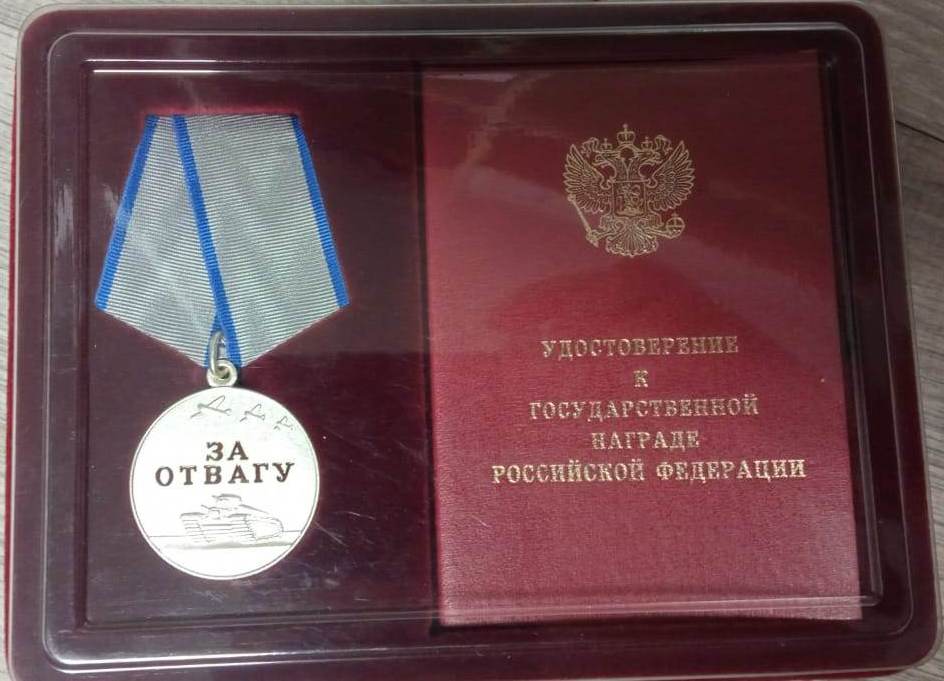 ЗА
ОТВАГУ
УДОСТОВЕРЕНИЕ
К
ГОСУДАРСТВЕННОЙ
НАГРАДЕ
РОССИЙСКОЙ ФЕДЕРАЦИИ